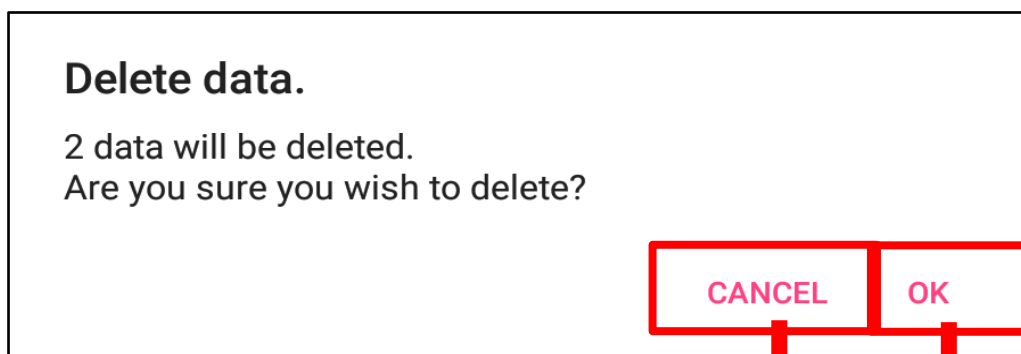 Delete data.
2 data will be deleted.
Are you sure you wish to delete?
CANCEL OK